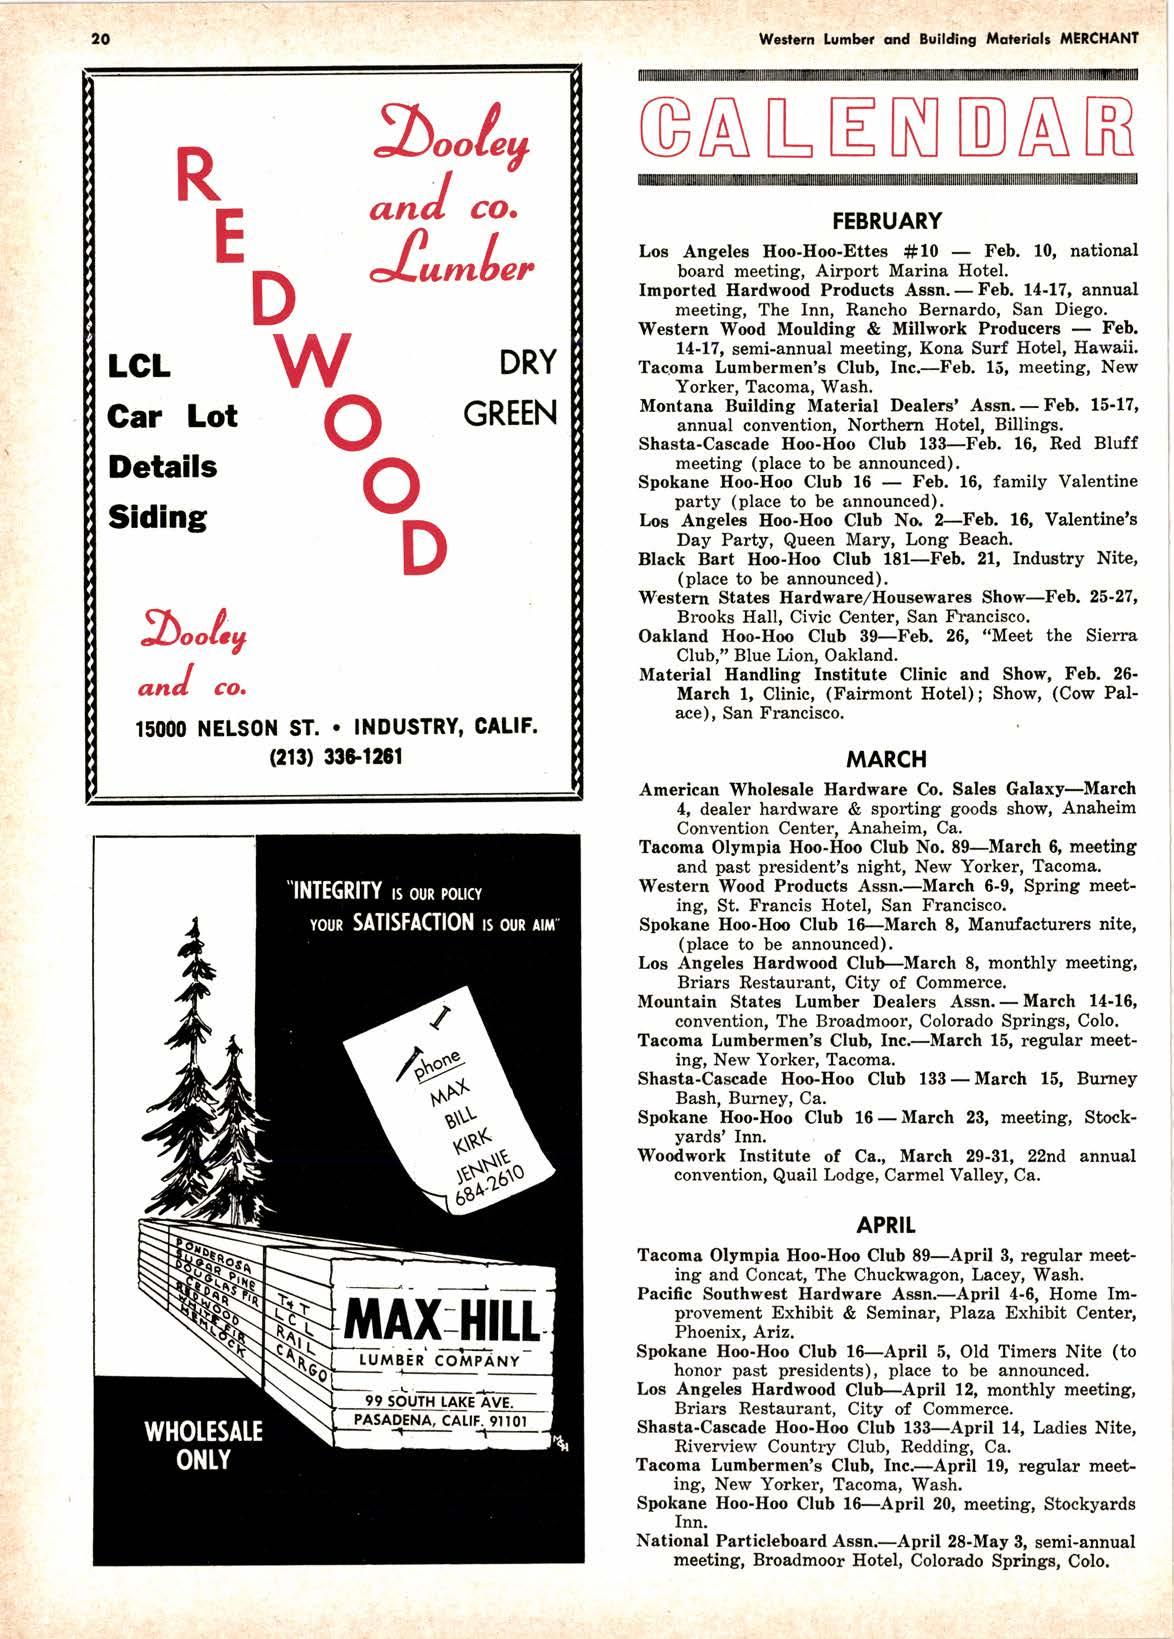 20
Western Lumber and Building Materials MERCHANT
REDWOOD
Dooley
and co.
Lumber
LCL
Car Lot
Details
Siding
DRY
GREEN
Dooley
and co.
15000 NELSON ST. • INDUSTRY, CALIF.
(213) 336-1261
"INTEGRITY IS OUR POLICY
YOUR SATISFACTION IS OUR AIM"
phone
MAX
BILL
KIRK
JENNIE
684-2610
PONDEROSA
SUGAR PINE
DOUGLAS FIR
CEDAR
REDWOOD
WHITE FIR
HEMLOCK
T&T
LCL
RAIL
CARGO
MAX HILL
LUMBER COMPANY
99 SOUTH LAKE AVE.
PASADENA, CALIF. 91101
WHOLESALE
ONLY
CALENDAR
FEBRUARY
Los Angeles Hoo-Hoo-Ettes #10 — Feb. 10, national
board meeting, Airport Marina Hotel.
Imported Hardwood Products Assn. — Feb. 14-17, annual
meeting, The Inn, Rancho Bernardo, San Diego.
Western Wood Moulding & Millwork Producers — Feb.
14-17, semi-annual meeting, Kona Surf Hotel, Hawaii.
Tacoma Lumbermen's Club, Inc.—Feb. 15, meeting, New
Yorker, Tacoma, Wash.
Montana Building Material Dealers' Assn. — Feb. 15-17,
annual convention, Northern Hotel, Billings.
Shasta-Cascade Hoo-Hoo Club 133—Feb. 16, Red Bluff
meeting (place to be announced).
Spokane Hoo-Hoo Club 16 — Feb. 16, family Valentine
party (place to be announced).
Los Angeles Hoo-Hoo Club No. 2—Feb. 16, Valentine's
Day Party, Queen Mary, Long Beach.
Black Bart Hoo-Hoo Club 181—Feb. 21, Industry Nite,
(place to be announced).
Western States Hardware/Housewares Show—Feb. 25-27,
Brooks Hall, Civic Center, San Francisco.
Oakland Hoo-Hoo Club 39—Feb. 26, "Meet the Sierra
Club," Blue Lion, Oakland.
Material Handling Institute Clinic and Show, Feb. 26-
March 1, Clinic, (Fairmont Hotel); Show, (Cow Pal-
ace), San Francisco.
MARCH
American Wholesale Hardware Co. Sales Galaxy—March
4, dealer hardware & sporting goods show, Anaheim
Convention Center, Anaheim, Ca.
Tacoma Olympia Hoo-Hoo Club No. 89—March 6, meeting
and past president's night, New Yorker, Tacoma.
Western Wood Products Assn.—March 6-9, Spring meet-
ing, St. Francis Hotel, San Francisco.
Spokane Hoo-Hoo Club 16—March 8, Manufacturers nite,
(place to be announced).
Los Angeles Hardwood Club—March 8, monthly meeting,
Briars Restaurant, City of Commerce.
Mountain States Lumber Dealers Assn. — March 14-16,
convention, The Broadmoor, Colorado Springs, Colo.
Tacoma Lumbermen's Club, Inc.—March 15, regular meet-
ing, New Yorker, Tacoma.
Shasta-Cascade Hoo-Hoo Club 133 — March 15, Burney
Bash, Burney, Ca.
Spokane Hoo-Hoo Club 16 — March 23, meeting, Stock-
yards' Inn.
Woodwork Institute of Ca., March 29-31, 22nd annual
convention, Quail Lodge, Carmel Valley, Ca.
APRIL
Tacoma Olympia Hoo-Hoo Club 89—April 3, regular meet-
ing and Concat, The Chuckwagon, Lacey, Wash.
Pacific Southwest Hardware Assn.—April 4-6, Home Im-
provement Exhibit & Seminar, Plaza Exhibit Center,
Phoenix, Ariz.
Spokane Hoo-Hoo Club 16—April 5, Old Timers Nite (to
honor past presidents), place to be announced.
Los Angeles Hardwood Club—April 12, monthly meeting,
Briars Restaurant, City of Commerce.
Shasta-Cascade Hoo-Hoo Club 133—April 14, Ladies Nite,
Riverview Country Club, Redding, Ca.
Tacoma Lumbermen's Club, Inc.—April 19, regular meet-
ing, New Yorker, Tacoma, Wash.
Spokane Hoo-Hoo Club 16—April 20, meeting, Stockyards
Inn.
National Particleboard Assn.—April 28-May 3, semi-annual
meeting, Broadmoor Hotel, Colorado Springs, Colo.